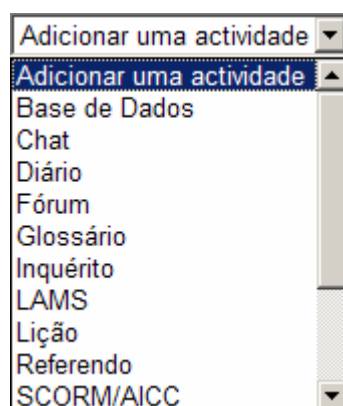 Adicionar uma actividade
Adicionar uma actividade
Base de Dados
Chat
Diário
Fórum
Glossário
Inquérito
LAMS
Lição
Referendo
SCORM/AICC